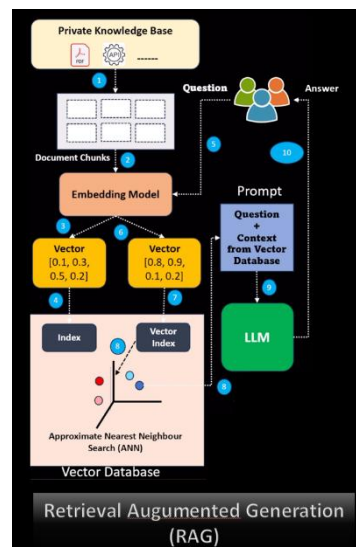 Private Knowledge Base
PDF
API
------
1
Question
Answer
Document Chunks
2
5
10
Embedding Model
Prompt
3
6
Question
+
Context
from Vector
Database
Vector
[0.1, 0.3,
0.5, 0.2]
Vector
[0.8, 0.9,
0.1, 0.2]
4
7
9
Index
Vector
Index
LLM
8
8
Approximate Nearest Neighbour
Search (ANN)
Vector Database
Retrieval Augumented Generation
(RAG)